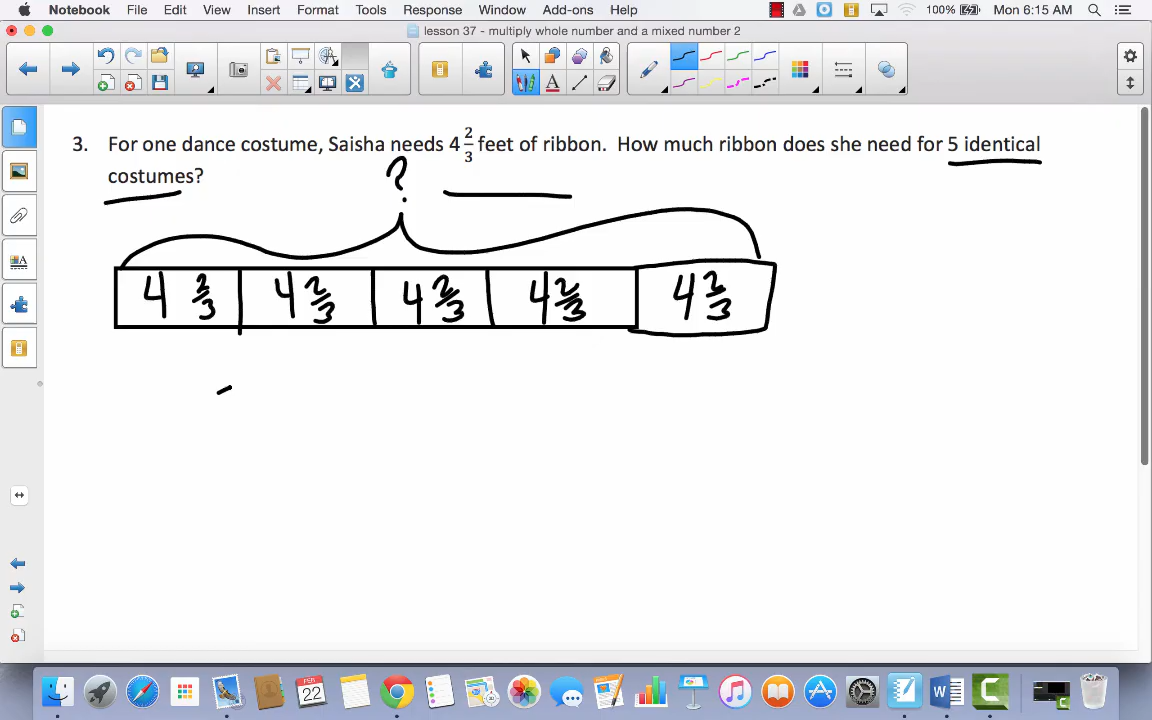 Notebook File Edit View Insert Format Tools Response Window Add-ons Help 100% Mon 6:15 AM
lesson 37 - multiply whole number and a mixed number 2
A
A
3. For one dance costume, Saisha needs 4 2/3 feet of ribbon. How much ribbon does she need for 5 identical
costumes?
?
4 2/3 4 2/3 4 2/3 4 2/3 4 2/3
FEB
22
W